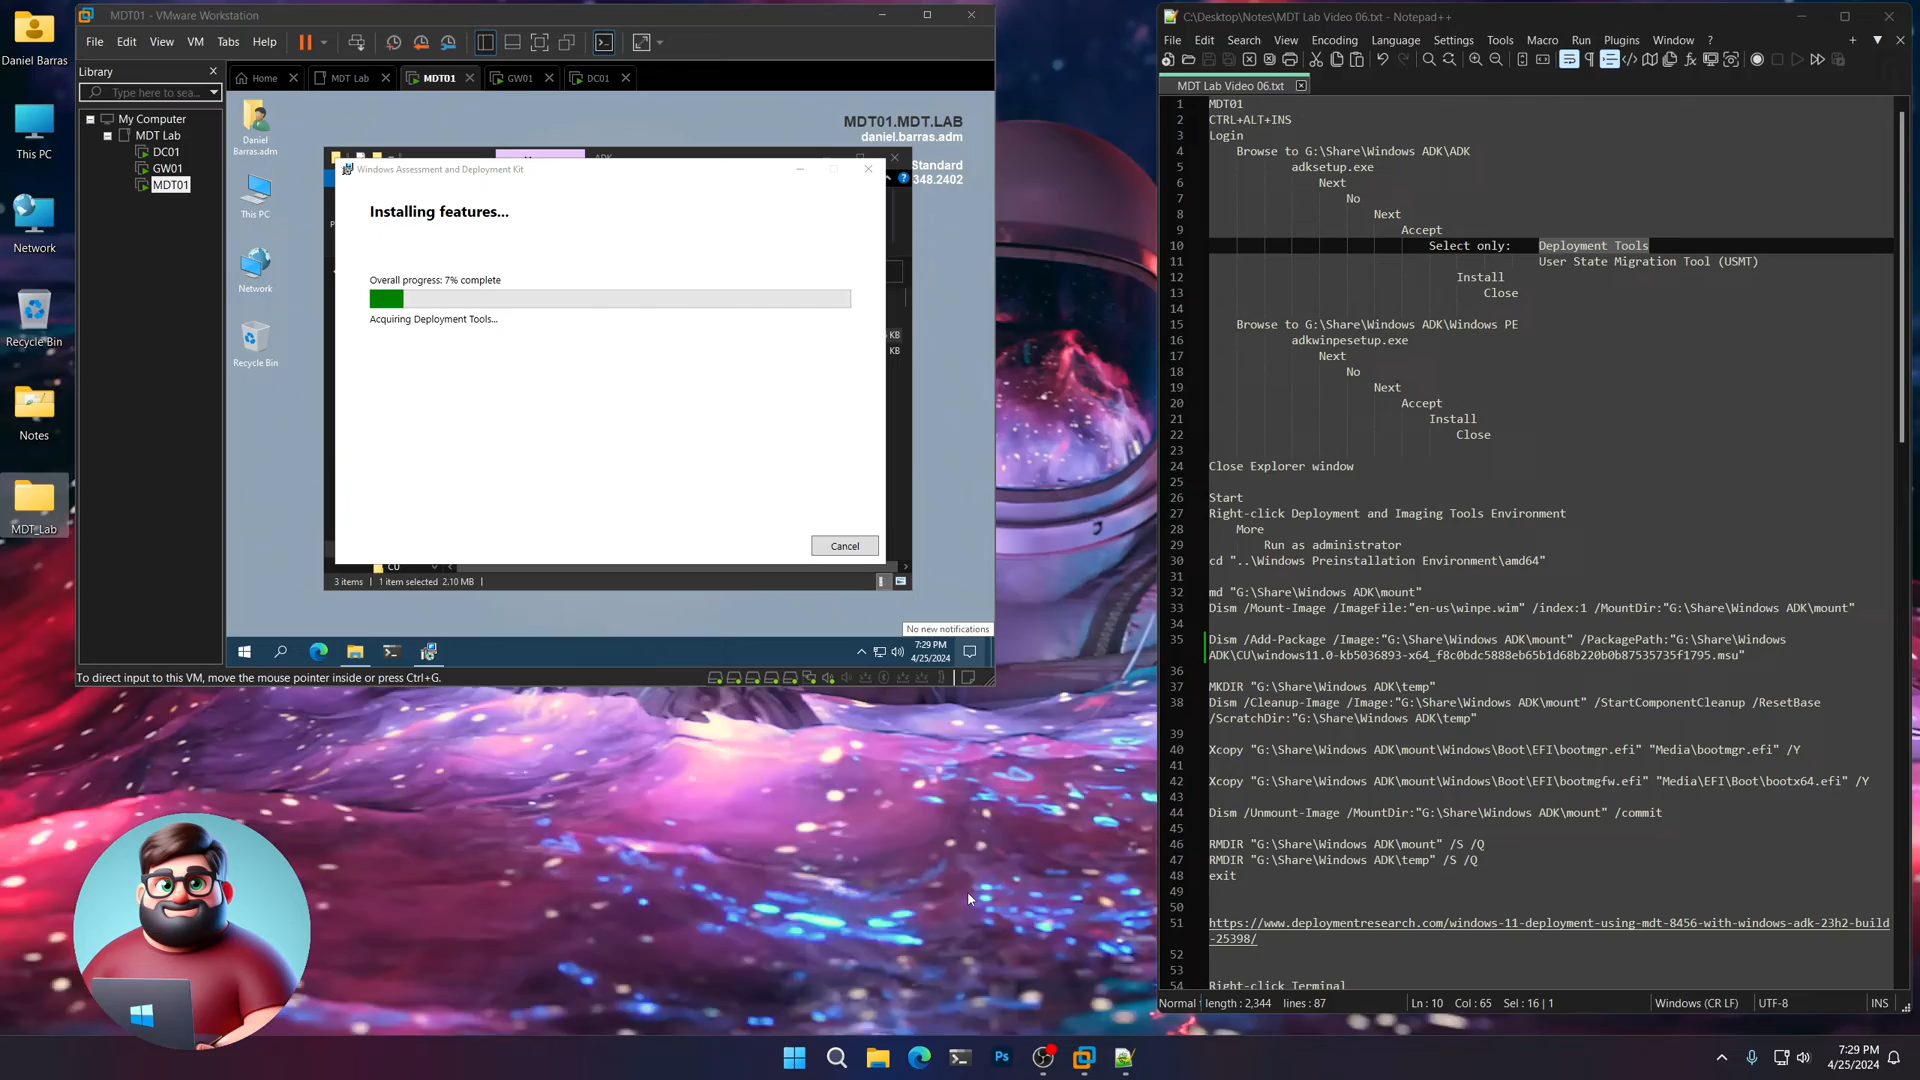 Daniel Barras
This PC
Network
Recycle Bin
Notes
MDT_Lab
MDT01 - VMware Workstation
File Edit View VM Tabs Help
Library
Type here to sea...
My Computer
MDT Lab
DC01
GW01
MDT01
Home MDT Lab MDT01 GW01 DC01
Daniel
Barras.adm
This PC
Network
Recycle Bin
MDT01.MDT.LAB
daniel.barras.adm
Standard
348.2402
ADK
Windows Assessment and Deployment Kit
Installing features...
Overall progress: 7% complete
Acquiring Deployment Tools...
KB
KB
Cancel
CU
3 items 1 item selected 2.10 MB
No new notifications
7:29 PM
4/25/2024
To direct input to this VM, move the mouse pointer inside or press Ctrl+G.
C:\Desktop\Notes\MDT Lab Video 06.txt - Notepad++
File Edit Search View Encoding Language Settings Tools Macro Run Plugins Window ?
MDT Lab Video 06.txt
1 MDT01
2 CTRL+ALT+INS
3 Login
4 Browse to G:\Share\Windows ADK\ADK
5 adksetup.exe
6 Next
7 No
8 Next
9 Accept
10 Select only: Deployment Tools
11 User State Migration Tool (USMT)
12 Install
13 Close
14
15 Browse to G:\Share\Windows ADK\Windows PE
16 adkwinpesetup.exe
17 Next
18 No
19 Next
20 Accept
21 Install
22 Close
23
24 Close Explorer window
25
26 Start
27 Right-click Deployment and Imaging Tools Environment
28 More
29 Run as administrator
30 cd "..\Windows Preinstallation Environment\amd64"
31
32 md "G:\Share\Windows ADK\mount"
33 Dism /Mount-Image /ImageFile:"en-us\winpe.wim" /index:1 /MountDir:"G:\Share\Windows ADK\mount"
34
35 Dism /Add-Package /Image:"G:\Share\Windows ADK\mount" /PackagePath:"G:\Share\Windows
ADK\CU\windows11.0-kb5036893-x64_f8c0bdc5888eb65b1d68b220b0b87535735f1795.msu"
36
37 MKDIR "G:\Share\Windows ADK\temp"
38 Dism /Cleanup-Image /Image:"G:\Share\Windows ADK\mount" /StartComponentCleanup /ResetBase
/ScratchDir:"G:\Share\Windows ADK\temp"
39
40 Xcopy "G:\Share\Windows ADK\mount\Windows\Boot\EFI\bootmgr.efi" "Media\bootmgr.efi" /Y
41
42 Xcopy "G:\Share\Windows ADK\mount\Windows\Boot\EFI\bootmgfw.efi" "Media\EFI\Boot\bootx64.efi" /Y
43
44 Dism /Unmount-Image /MountDir:"G:\Share\Windows ADK\mount" /commit
45
46 RMDIR "G:\Share\Windows ADK\mount" /S /Q
47 RMDIR "G:\Share\Windows ADK\temp" /S /Q
48 exit
49
50
51 https://www.deploymentresearch.com/windows-11-deployment-using-mdt-8456-with-windows-adk-23h2-build
-25398/
52
53
54 Right-click Terminal
Normal length : 2,344 lines : 87 Ln : 10 Col : 65 Sel : 16 | 1 Windows (CR LF) UTF-8 INS
Ps
7:29 PM
4/25/2024